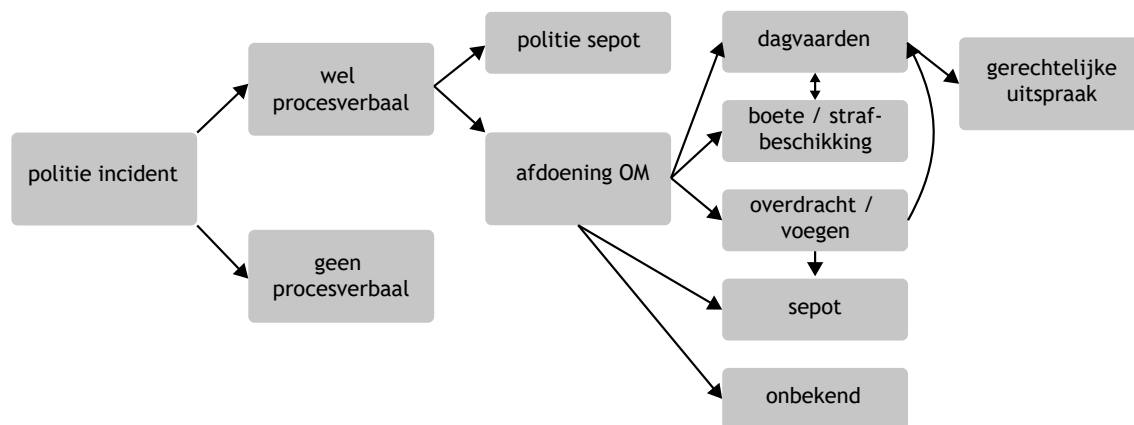 politie incident
wel
procesverbaal
geen
procesverbaal
politie sepot
afdoening OM
dagvaarden
boete / straf-
beschikking
overdracht /
voegen
sepot
onbekend
gerechtelijke
uitspraak